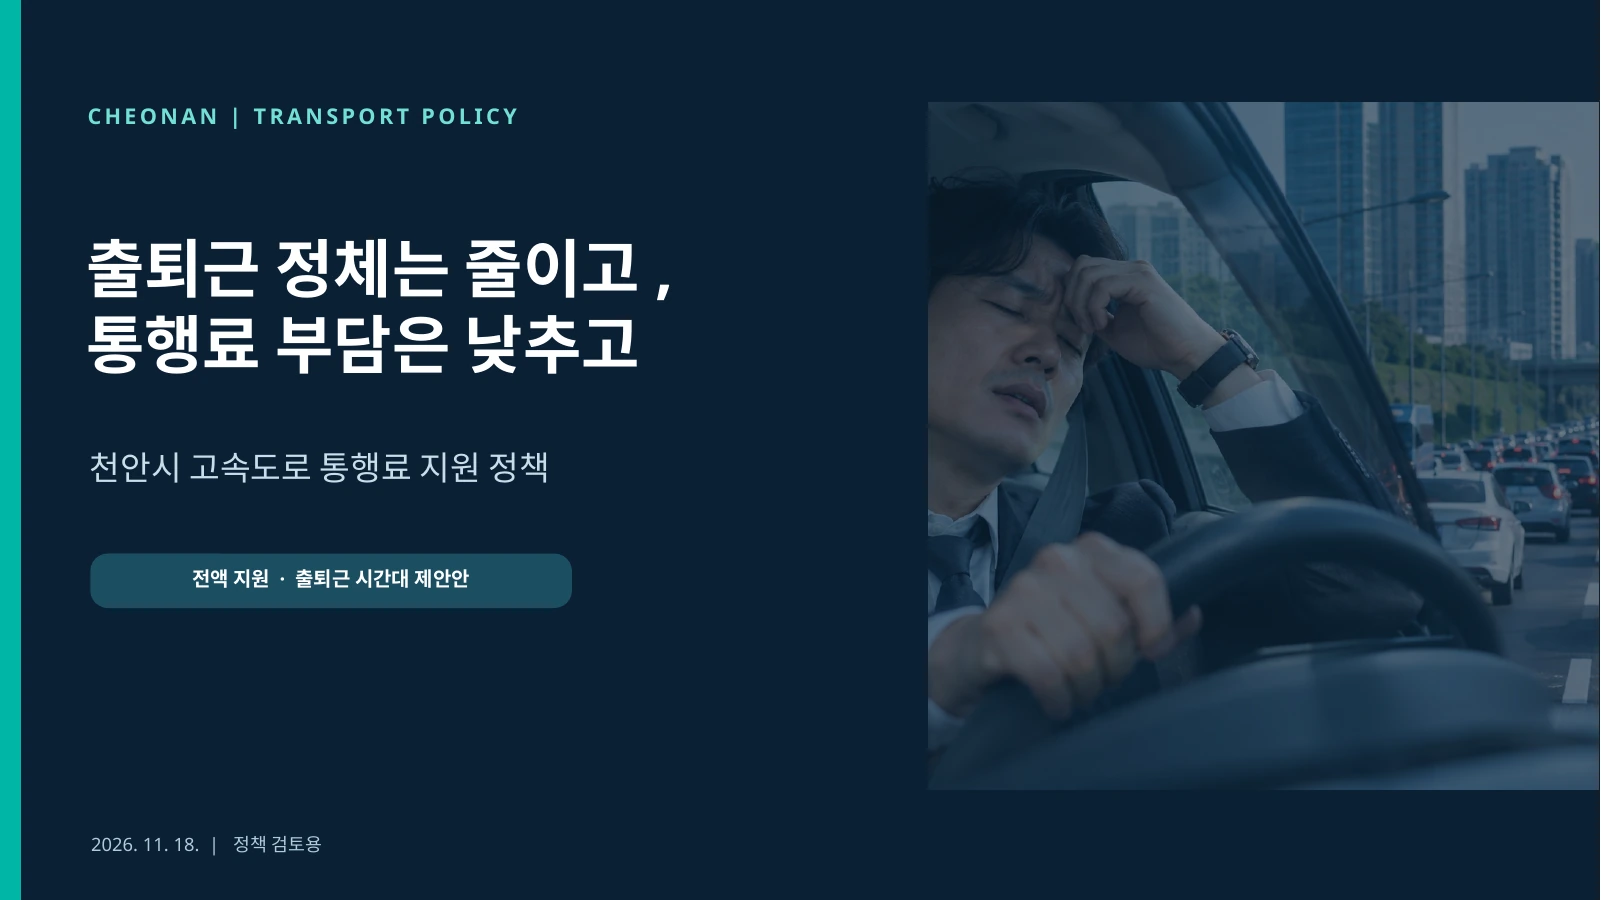 CHEONAN | TRANSPORT POLICY
출퇴근 정체는 줄이고 ,
통행료 부담은 낮추고
천안시 고속도로 통행료 지원 정책
전액 지원 · 출퇴근 시간대 제안안
2026. 11. 18. | 정책 검토용